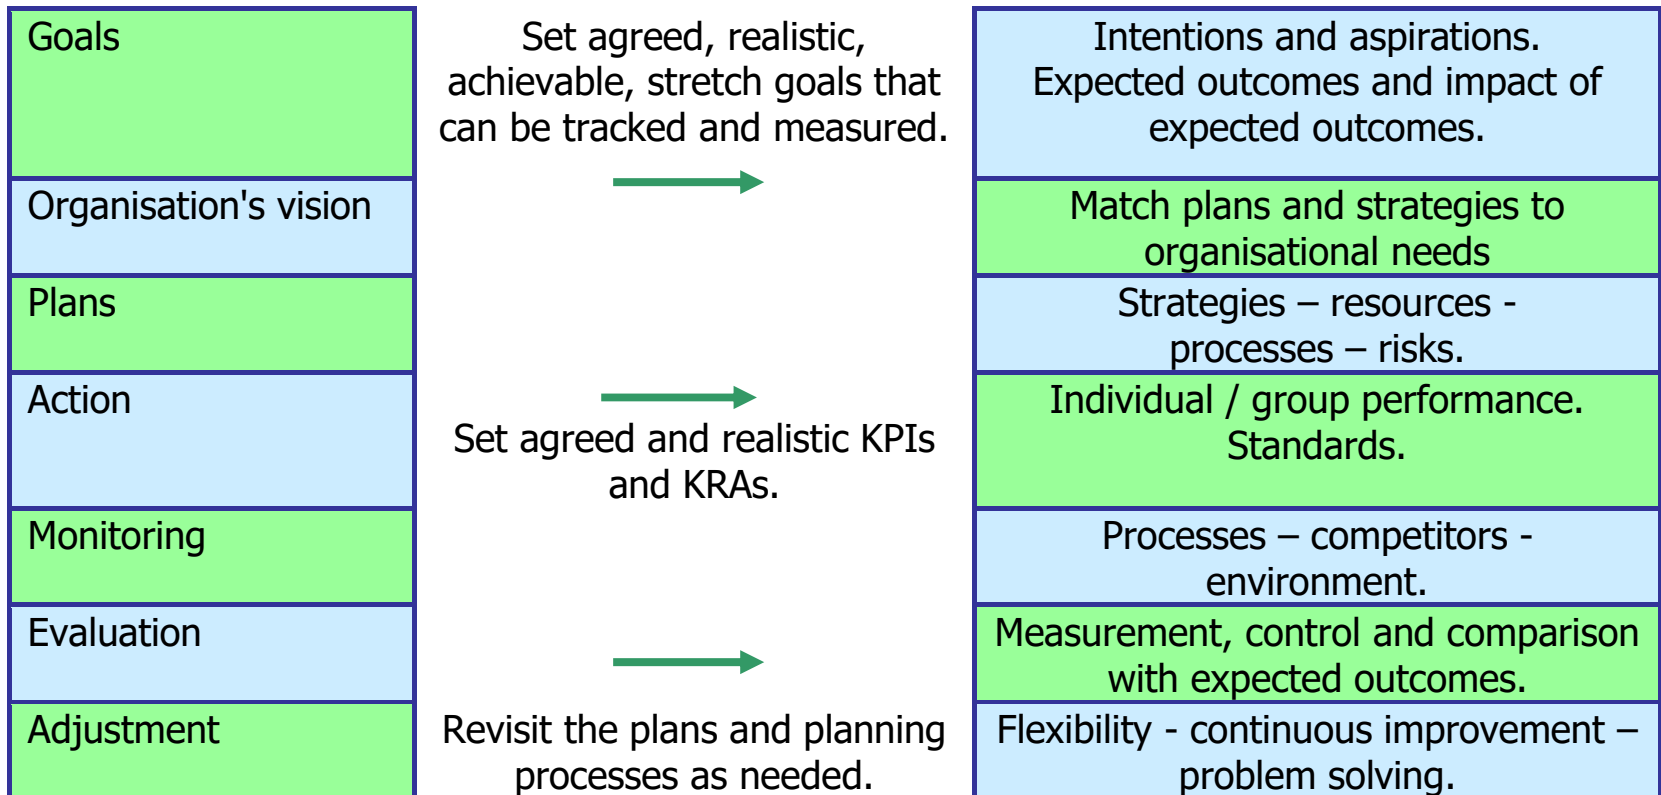 Goals
Set agreed, realistic,
achievable, stretch goals that
can be tracked and measured.
Intentions and aspirations.
Expected outcomes and impact of
expected outcomes.
Organisation's vision
Match plans and strategies to
organisational needs
Plans
Strategies – resources -
processes – risks.
Action
Set agreed and realistic KPIs
and KRAs.
Individual / group performance.
Standards.
Monitoring
Processes – competitors -
environment.
Evaluation
Measurement, control and comparison
with expected outcomes.
Adjustment
Revisit the plans and planning
processes as needed.
Flexibility - continuous improvement –
problem solving.